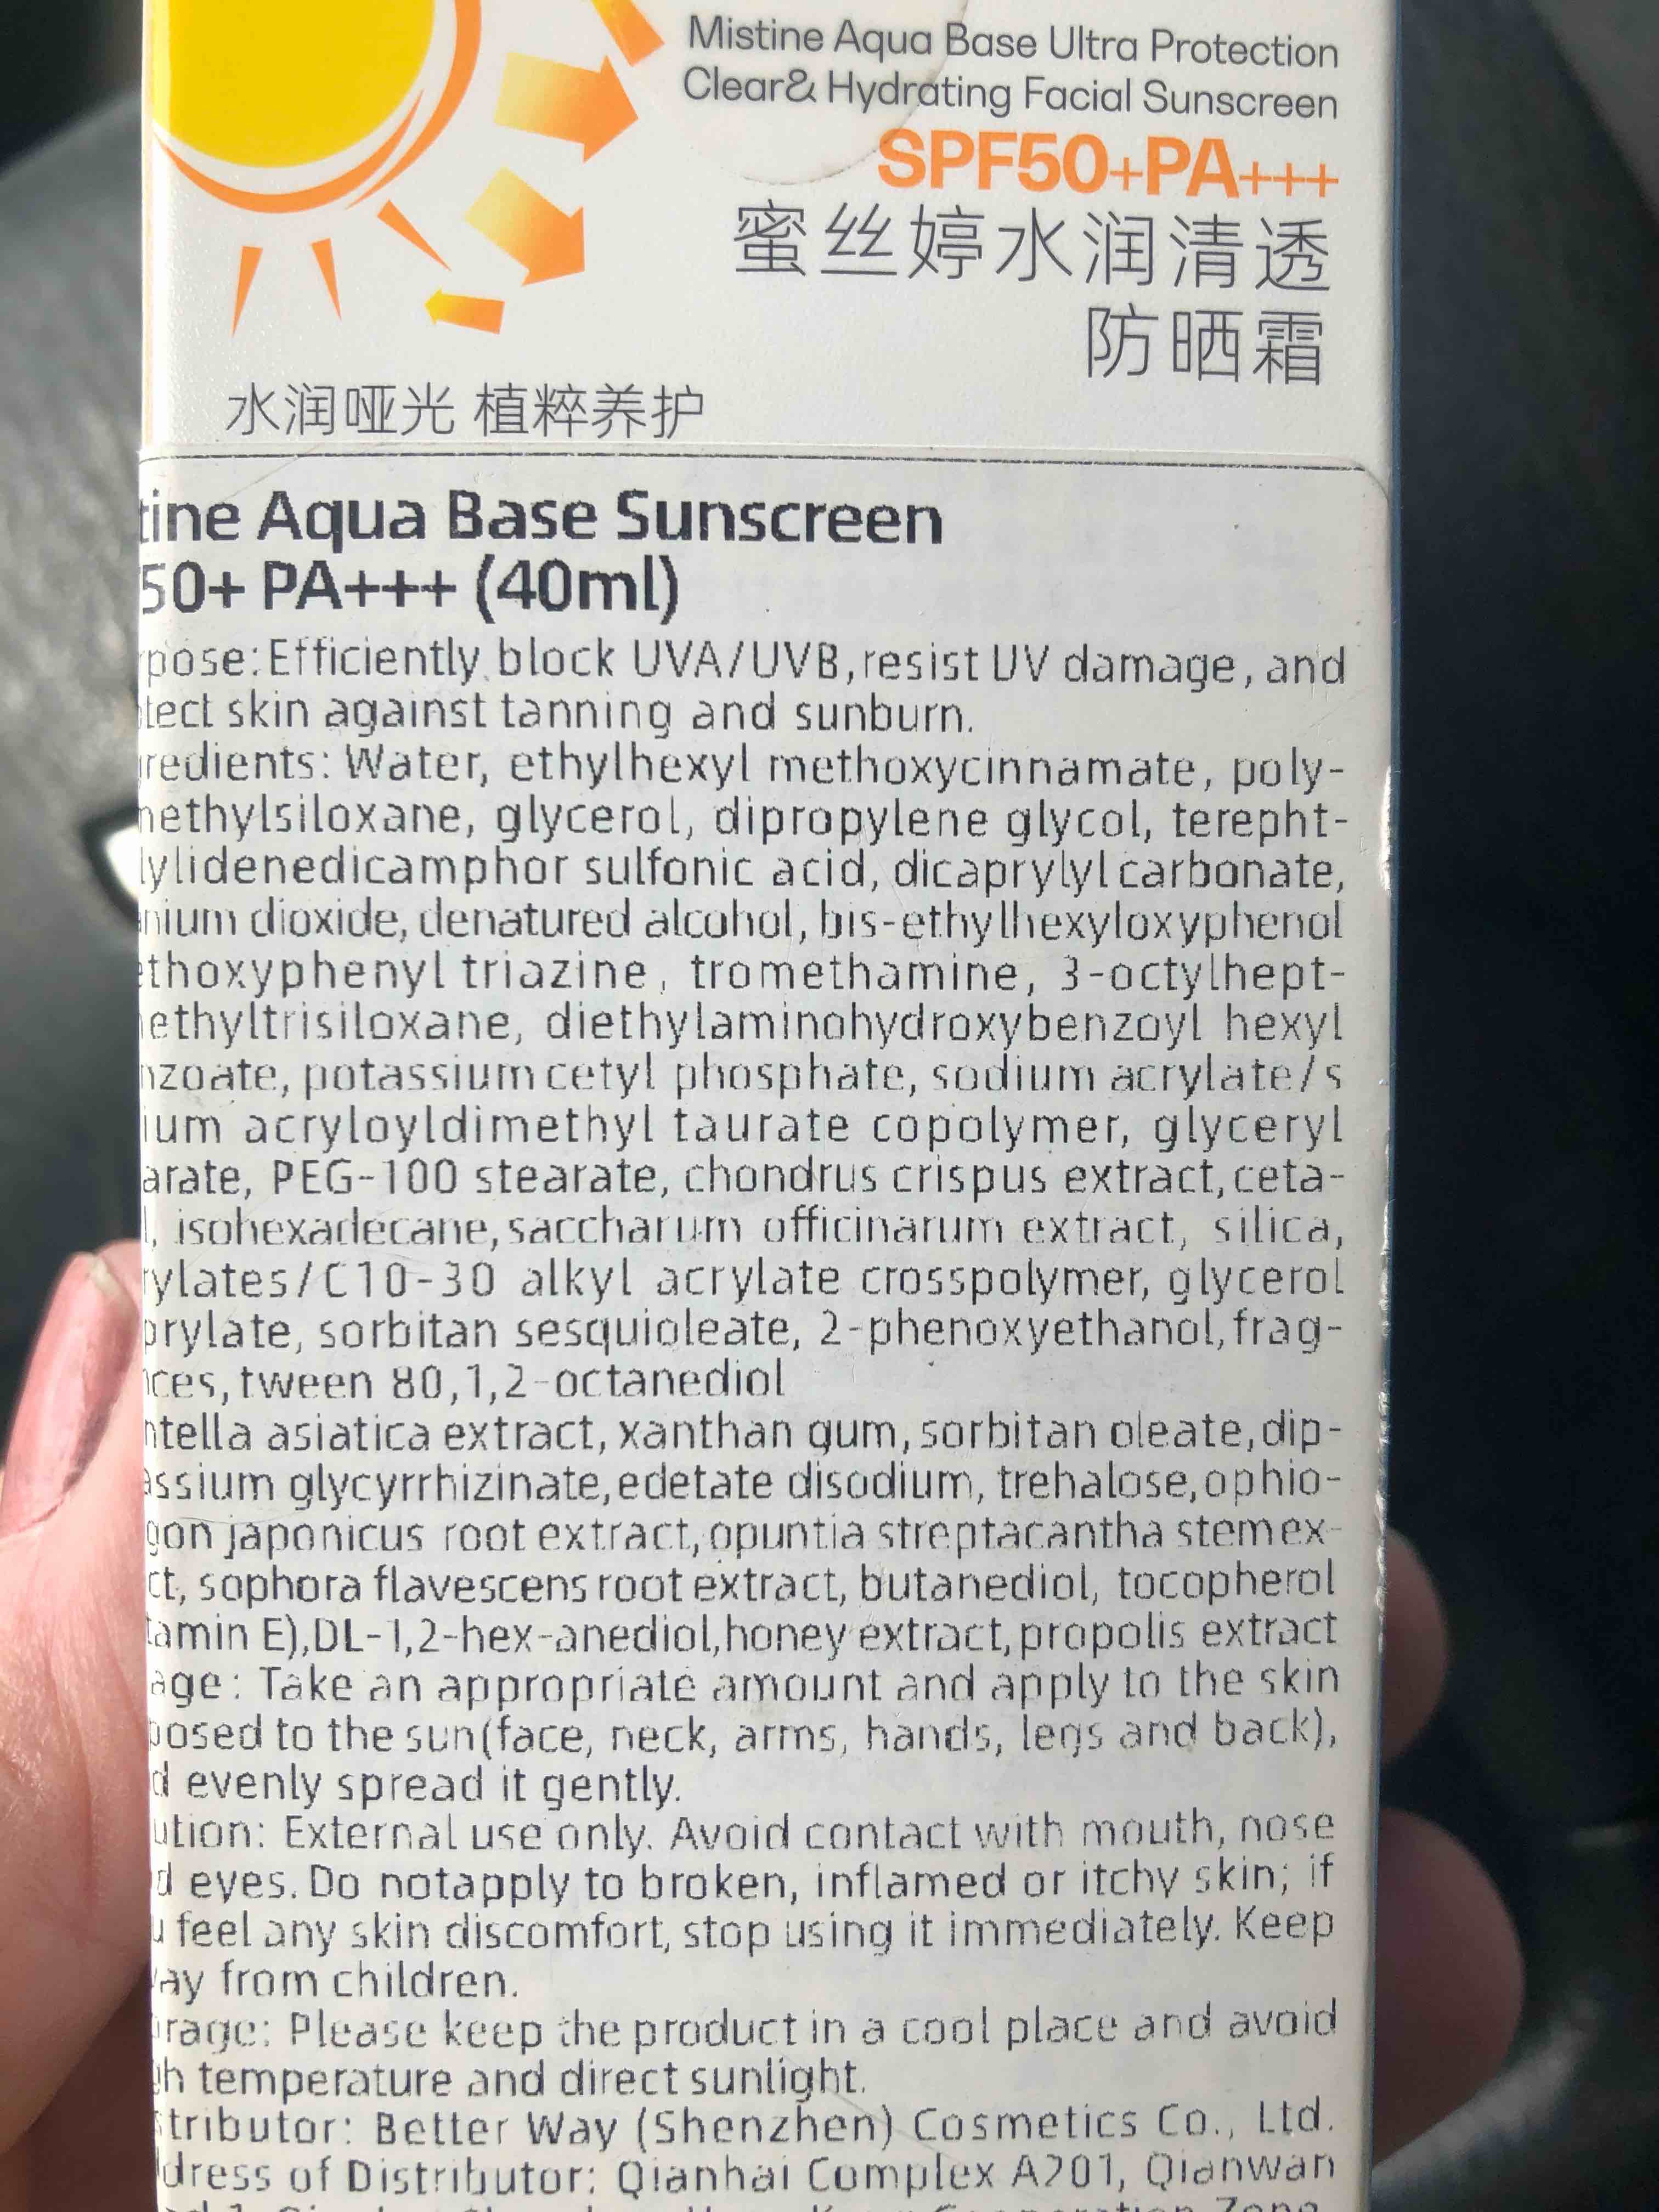 Mistine Aqua Base Ultra Protection
Clear& Hydrating Facial Sunscreen
SPF50+PA+++
蜜丝婷水润清透
防晒霜
水润哑光 植粹养护
tine Aqua Base Sunscreen
50+ PA+++ (40ml)
pose: Efficiently block UVA/UVB, resist UV damage, and
tect skin against tanning and sunburn.
redients: Water, ethylhexyl methoxycinnamate, poly-
methylsiloxane, glycerol, dipropylene glycol, terepht-
lylidenedicamphor sulfonic acid, dicaprylyl carbonate,
nium dioxide, denatured alcohol, bis-ethylhexyloxyphenol
ethoxyphenyl triazine, tromethamine, 3-octylhept-
ethyltrisiloxane, diethylaminohydroxybenzoyl hexyl
nzoate, potassium cetyl phosphate, sodium acrylate/s
ium acryloyldimethyl taurate copolymer, glyceryl
arate, PEG-100 stearate, chondrus crispus extract, ceta-
l, isohexadecane, saccharum officinarum extract, silica,
rylates/C10-30 alkyl acrylate crosspolymer, glycerol
prylate, sorbitan sesquioleate, 2-phenoxyethanol, frag-
nces, tween 80, 1,2-octanediol
ntella asiatica extract, xanthan gum, sorbitan oleate, dip-
assium glycyrrhizinate, edetate disodium, trehalose, ophio-
gon japonicus root extract, opuntia streptacantha stem ex-
ct, sophora flavescens root extract, butanediol, tocopherol
tamin E), DL-1,2-hex-anediol, honey extract, propolis extract
age: Take an appropriate amount and apply to the skin
posed to the sun(face, neck, arms, hands, legs and back),
d evenly spread it gently.
ution: External use only. Avoid contact with mouth, nose
d eyes. Do notapply to broken, inflamed or itchy skin; if
u feel any skin discomfort, stop using it immediately. Keep
ay from children.
orage: Please keep the product in a cool place and avoid
gh temperature and direct sunlight.
stributor: Better Way (Shenzhen) Cosmetics Co., Ltd.
dress of Distributor: Qianhai Complex A201, Qianwan